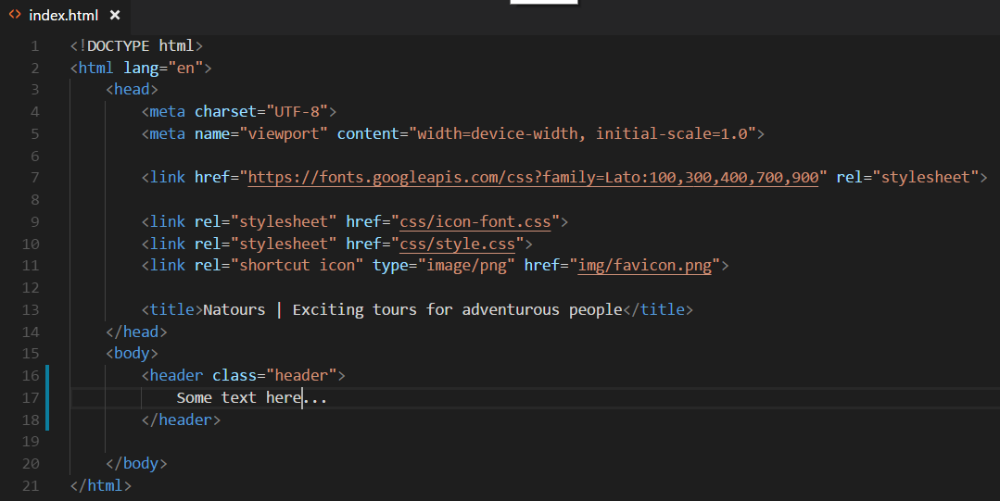 <> index.html ×
1 <!DOCTYPE html>
2 <html lang="en">
3 <head>
4 <meta charset="UTF-8">
5 <meta name="viewport" content="width=device-width, initial-scale=1.0">
6
7 <link href="https://fonts.googleapis.com/css?family=Lato:100,300,400,700,900" rel="stylesheet">
8
9 <link rel="stylesheet" href="css/icon-font.css">
10 <link rel="stylesheet" href="css/style.css">
11 <link rel="shortcut icon" type="image/png" href="img/favicon.png">
12
13 <title>Natours | Exciting tours for adventurous people</title>
14 </head>
15 <body>
16 <header class="header">
17 Some text here...
18 </header>
19
20 </body>
21 </html>